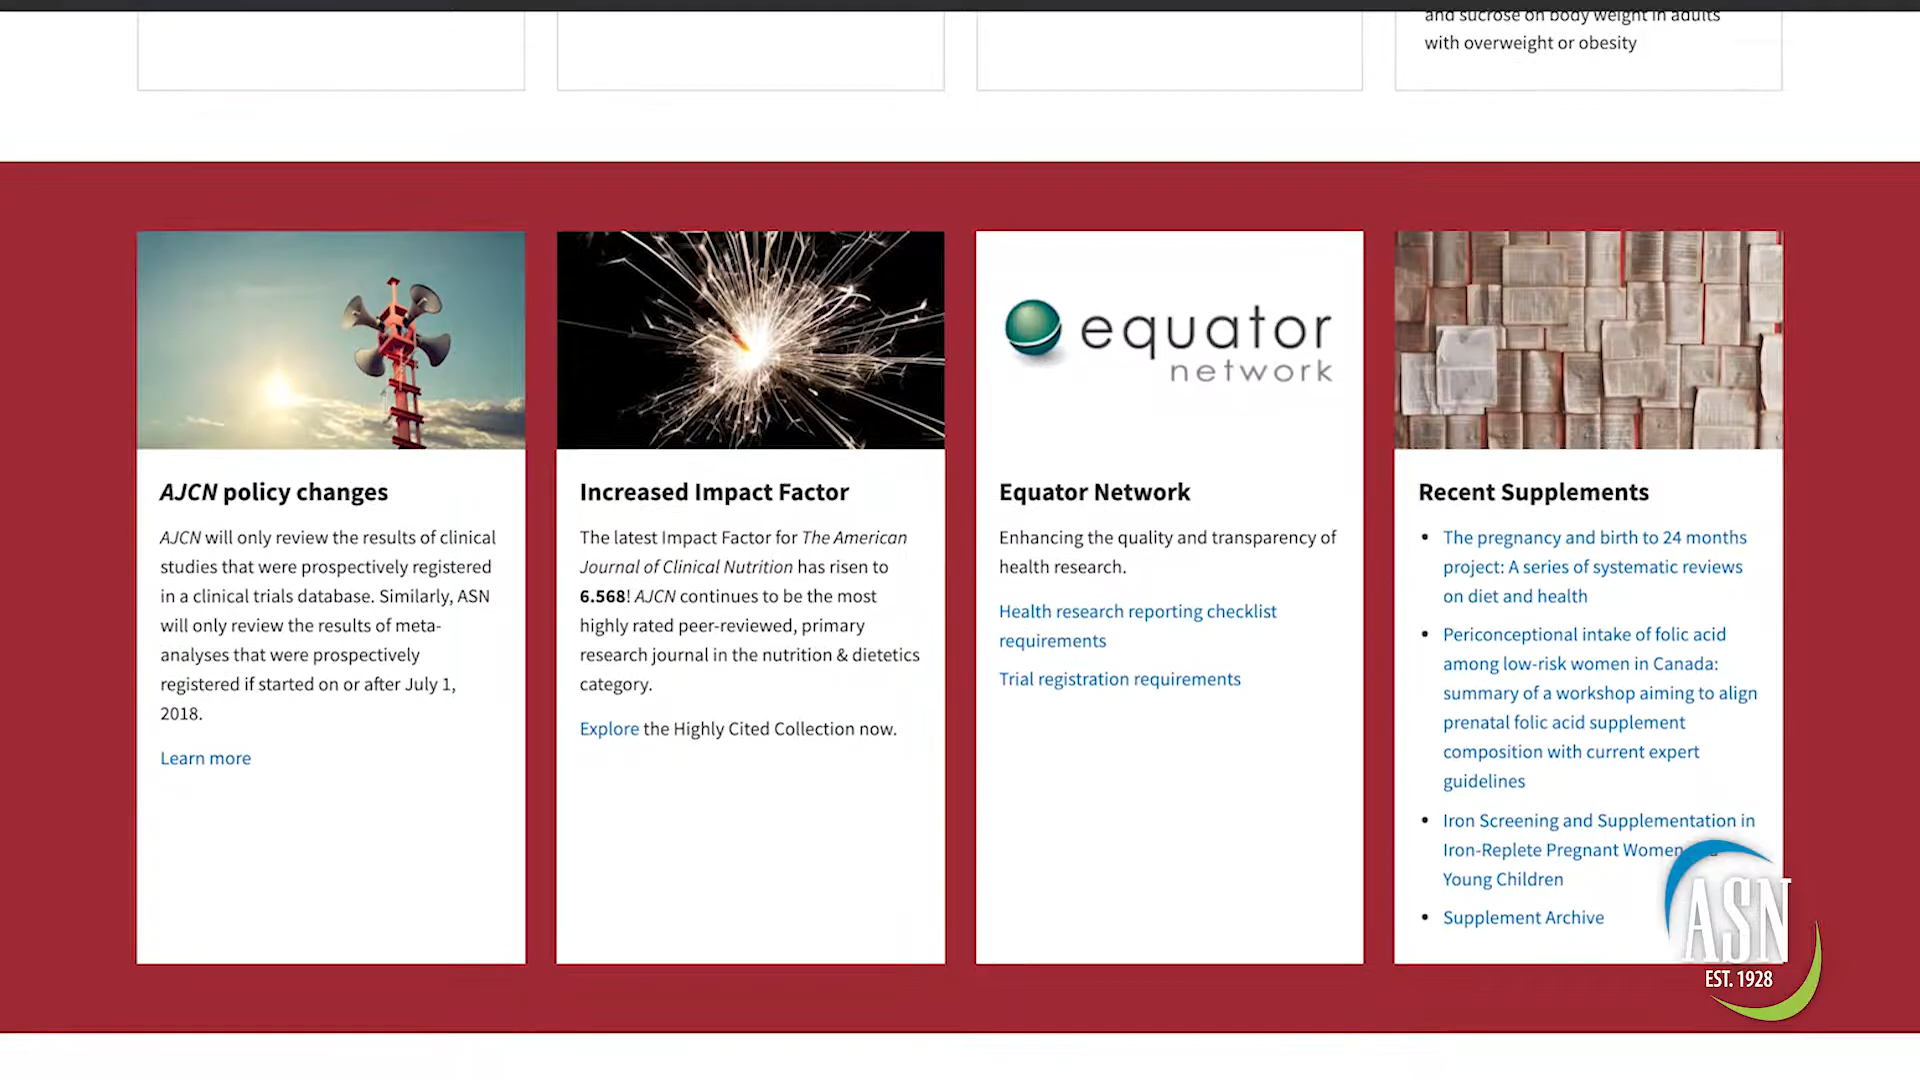 and sucrose on body weight in adults
with overweight or obesity
equator
network
AJCN policy changes
AJCN will only review the results of clinical
studies that were prospectively registered
in a clinical trials database. Similarly, ASN
will only review the results of meta-
analyses that were prospectively
registered if started on or after July 1,
2018.
Learn more
Increased Impact Factor
The latest Impact Factor for The American
Journal of Clinical Nutrition has risen to
6.568! AJCN continues to be the most
highly rated peer-reviewed, primary
research journal in the nutrition & dietetics
category.
Explore the Highly Cited Collection now.
Equator Network
Enhancing the quality and transparency of
health research.
Health research reporting checklist
requirements
Trial registration requirements
Recent Supplements
• The pregnancy and birth to 24 months
project: A series of systematic reviews
on diet and health
• Periconceptional intake of folic acid
among low-risk women in Canada:
summary of a workshop aiming to align
prenatal folic acid supplement
composition with current expert
guidelines
• Iron Screening and Supplementation in
Iron-Replete Pregnant Women
Young Children
• Supplement Archive
ASN
EST. 1928